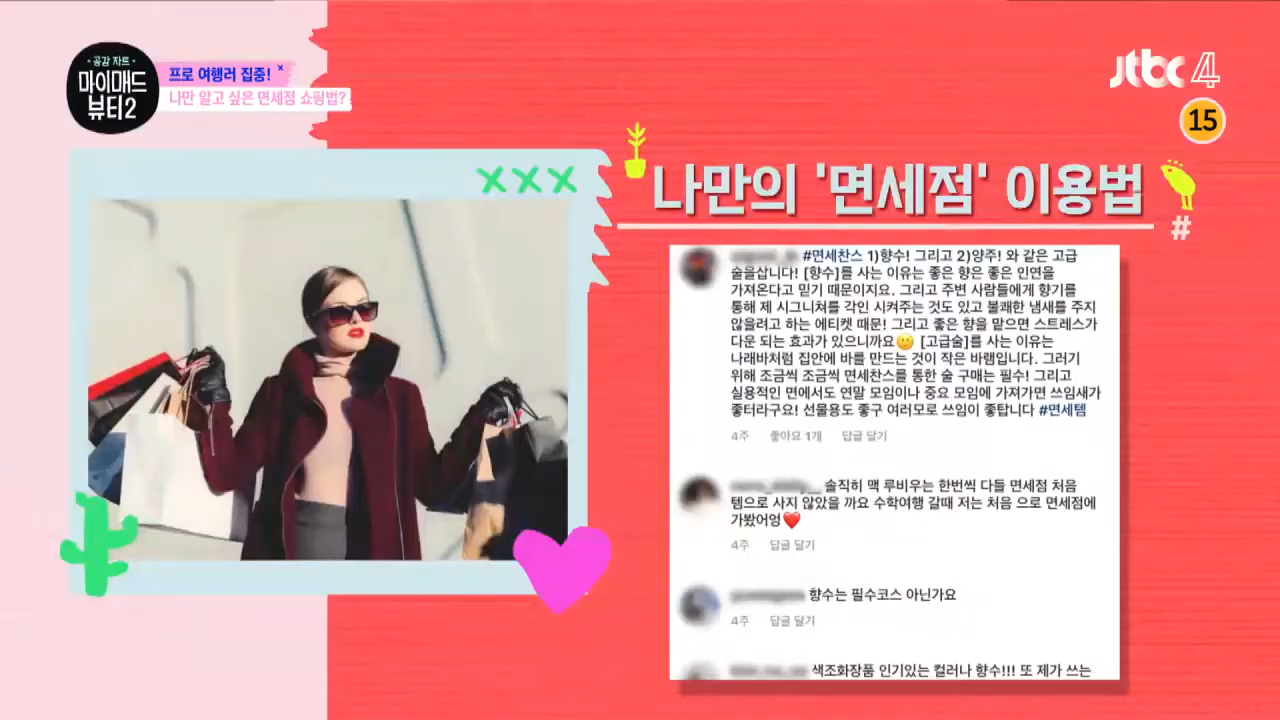 · 공감 차트 ·
마이매드
뷰티2
프로 여행러 집중!
나만 알고 싶은 면세점 쇼핑법?
jtbc 4
15
나만의 '면세점' 이용법
#
#면세찬스 1)향수! 그리고 2)양주! 와 같은 고급
술을삽니다! [향수]를 사는 이유는 좋은 향은 좋은 인연을
가져온다고 믿기 때문이지요. 그리고 주변 사람들에게 향기를
통해 제 시그니쳐를 각인 시켜주는 것도 있고 불쾌한 냄새를 주지
않을려고 하는 에티켓 때문! 그리고 좋은 향을 맡으면 스트레스가
다운 되는 효과가 있으니까요🙂 [고급술]를 사는 이유는
나래바처럼 집안에 바를 만드는 것이 작은 바램입니다. 그러기
위해 조금씩 조금씩 면세찬스를 통한 술 구매는 필수! 그리고
실용적인 면에서도 연말 모임이나 중요 모임에 가져가면 쓰임새가
좋터라구요! 선물용도 좋구 여러모로 쓰임이 좋탑니다 #면세템
4주 좋아요 1개 답글 달기
솔직히 맥 루비우는 한번씩 다들 면세점 처음
템으로 사지 않았을 까요 수학여행 갈때 저는 처음 으로 면세점에
가봤어엉❤️
4주 답글 달기
향수는 필수코스 아닌가요
4주 답글 달기
색조화장품 인기있는 컬러나 향수!!! 또 제가 쓰는